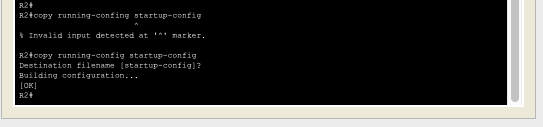 R2#
R2#copy running-confing startup-config
^
% Invalid input detected at '^' marker.
R2#copy running-config startup-config
Destination filename [startup-config]?
Building configuration...
[OK]
R2#